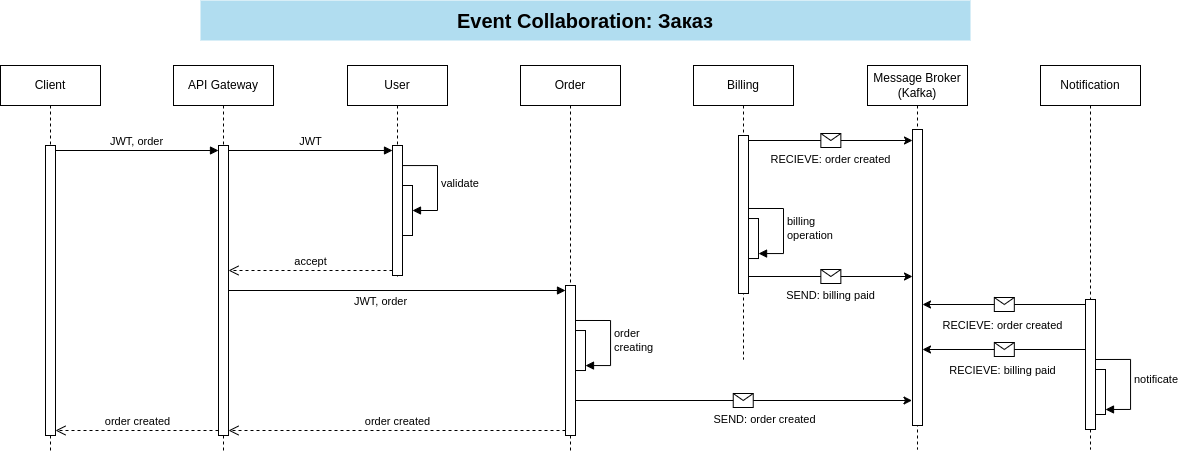 Event Collaboration: Заказ
Client
API Gateway
User
Order
Billing
Message Broker
(Kafka)
Notification
JWT, order
JWT
RECIEVE: order created
validate
billing
operation
accept
SEND: billing paid
JWT, order
RECIEVE: order created
order
creating
RECIEVE: billing paid
notificate
SEND: order created
order created
order created